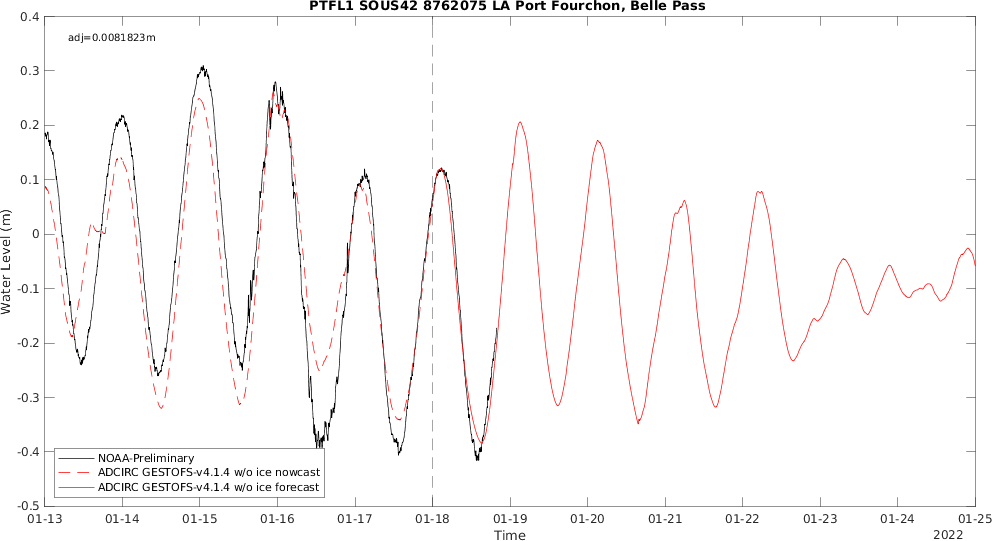 PTFL1 SOUS42 8762075 LA Port Fourchon, Belle Pass
adj=0.0081823m
Water Level (m)
0.4
0.3
0.2
0.1
0
-0.1
-0.2
-0.3
-0.4
-0.5
NOAA-Preliminary
ADCIRC GESTOFS-v4.1.4 w/o ice nowcast
ADCIRC GESTOFS-v4.1.4 w/o ice forecast
01-13 01-14 01-15 01-16 01-17 01-18 01-19 01-20 01-21 01-22 01-23 01-24 01-25
Time
2022